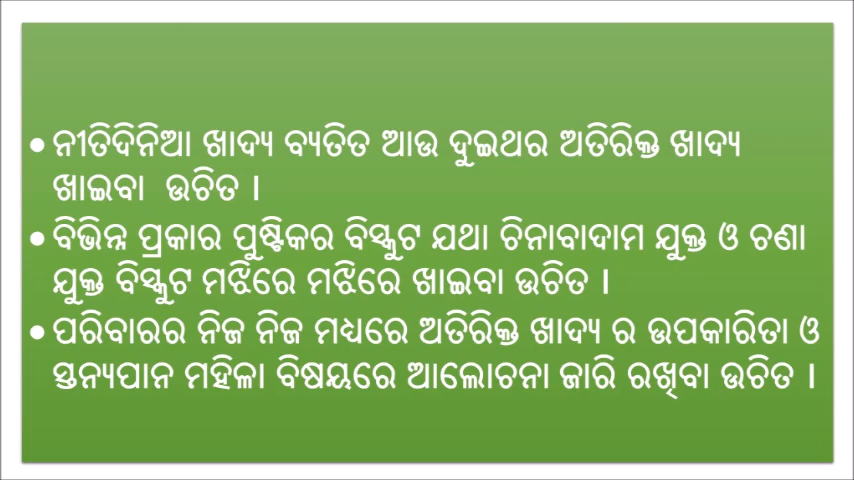 • ନୀତିଦିନିଆ ଖାଦ୍ୟ ବ୍ୟତିତ ଆଉ ଦୁଇଥର ଅତିରିକ୍ତ ଖାଦ୍ୟ
ଖାଇବା ଉଚିତ ।
• ବିଭିନ୍ନ ପ୍ରକାର ପୁଷ୍ଟିକର ବିସ୍କୁଟ ଯଥା ଚିନାବାଦାମ ଯୁକ୍ତ ଓ ଚଣା
ଯୁକ୍ତ ବିସ୍କୁଟ ମଝିରେ ମଝିରେ ଖାଇବା ଉଚିତ ।
• ପରିବାରର ନିଜ ନିଜ ମଧ୍ୟରେ ଅତିରିକ୍ତ ଖାଦ୍ୟ ର ଉପକାରିତା ଓ
ସ୍ତନ୍ୟପାନ ମହିଳା ବିଷୟରେ ଆଲୋଚନା ଜାରି ରଖିବା ଉଚିତ ।